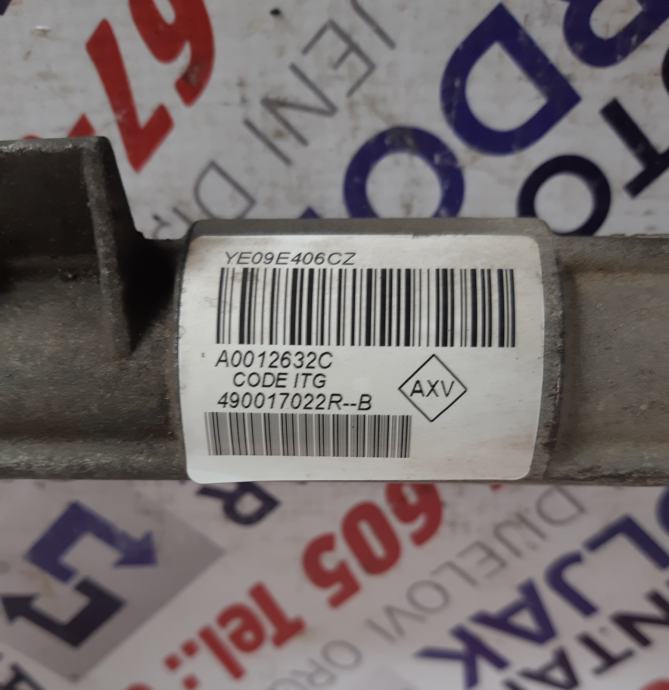 YE09E406CZ
A0012632C
CODE ITG
490017022R--B
AXV
605 Tel.:
DIJELOVI